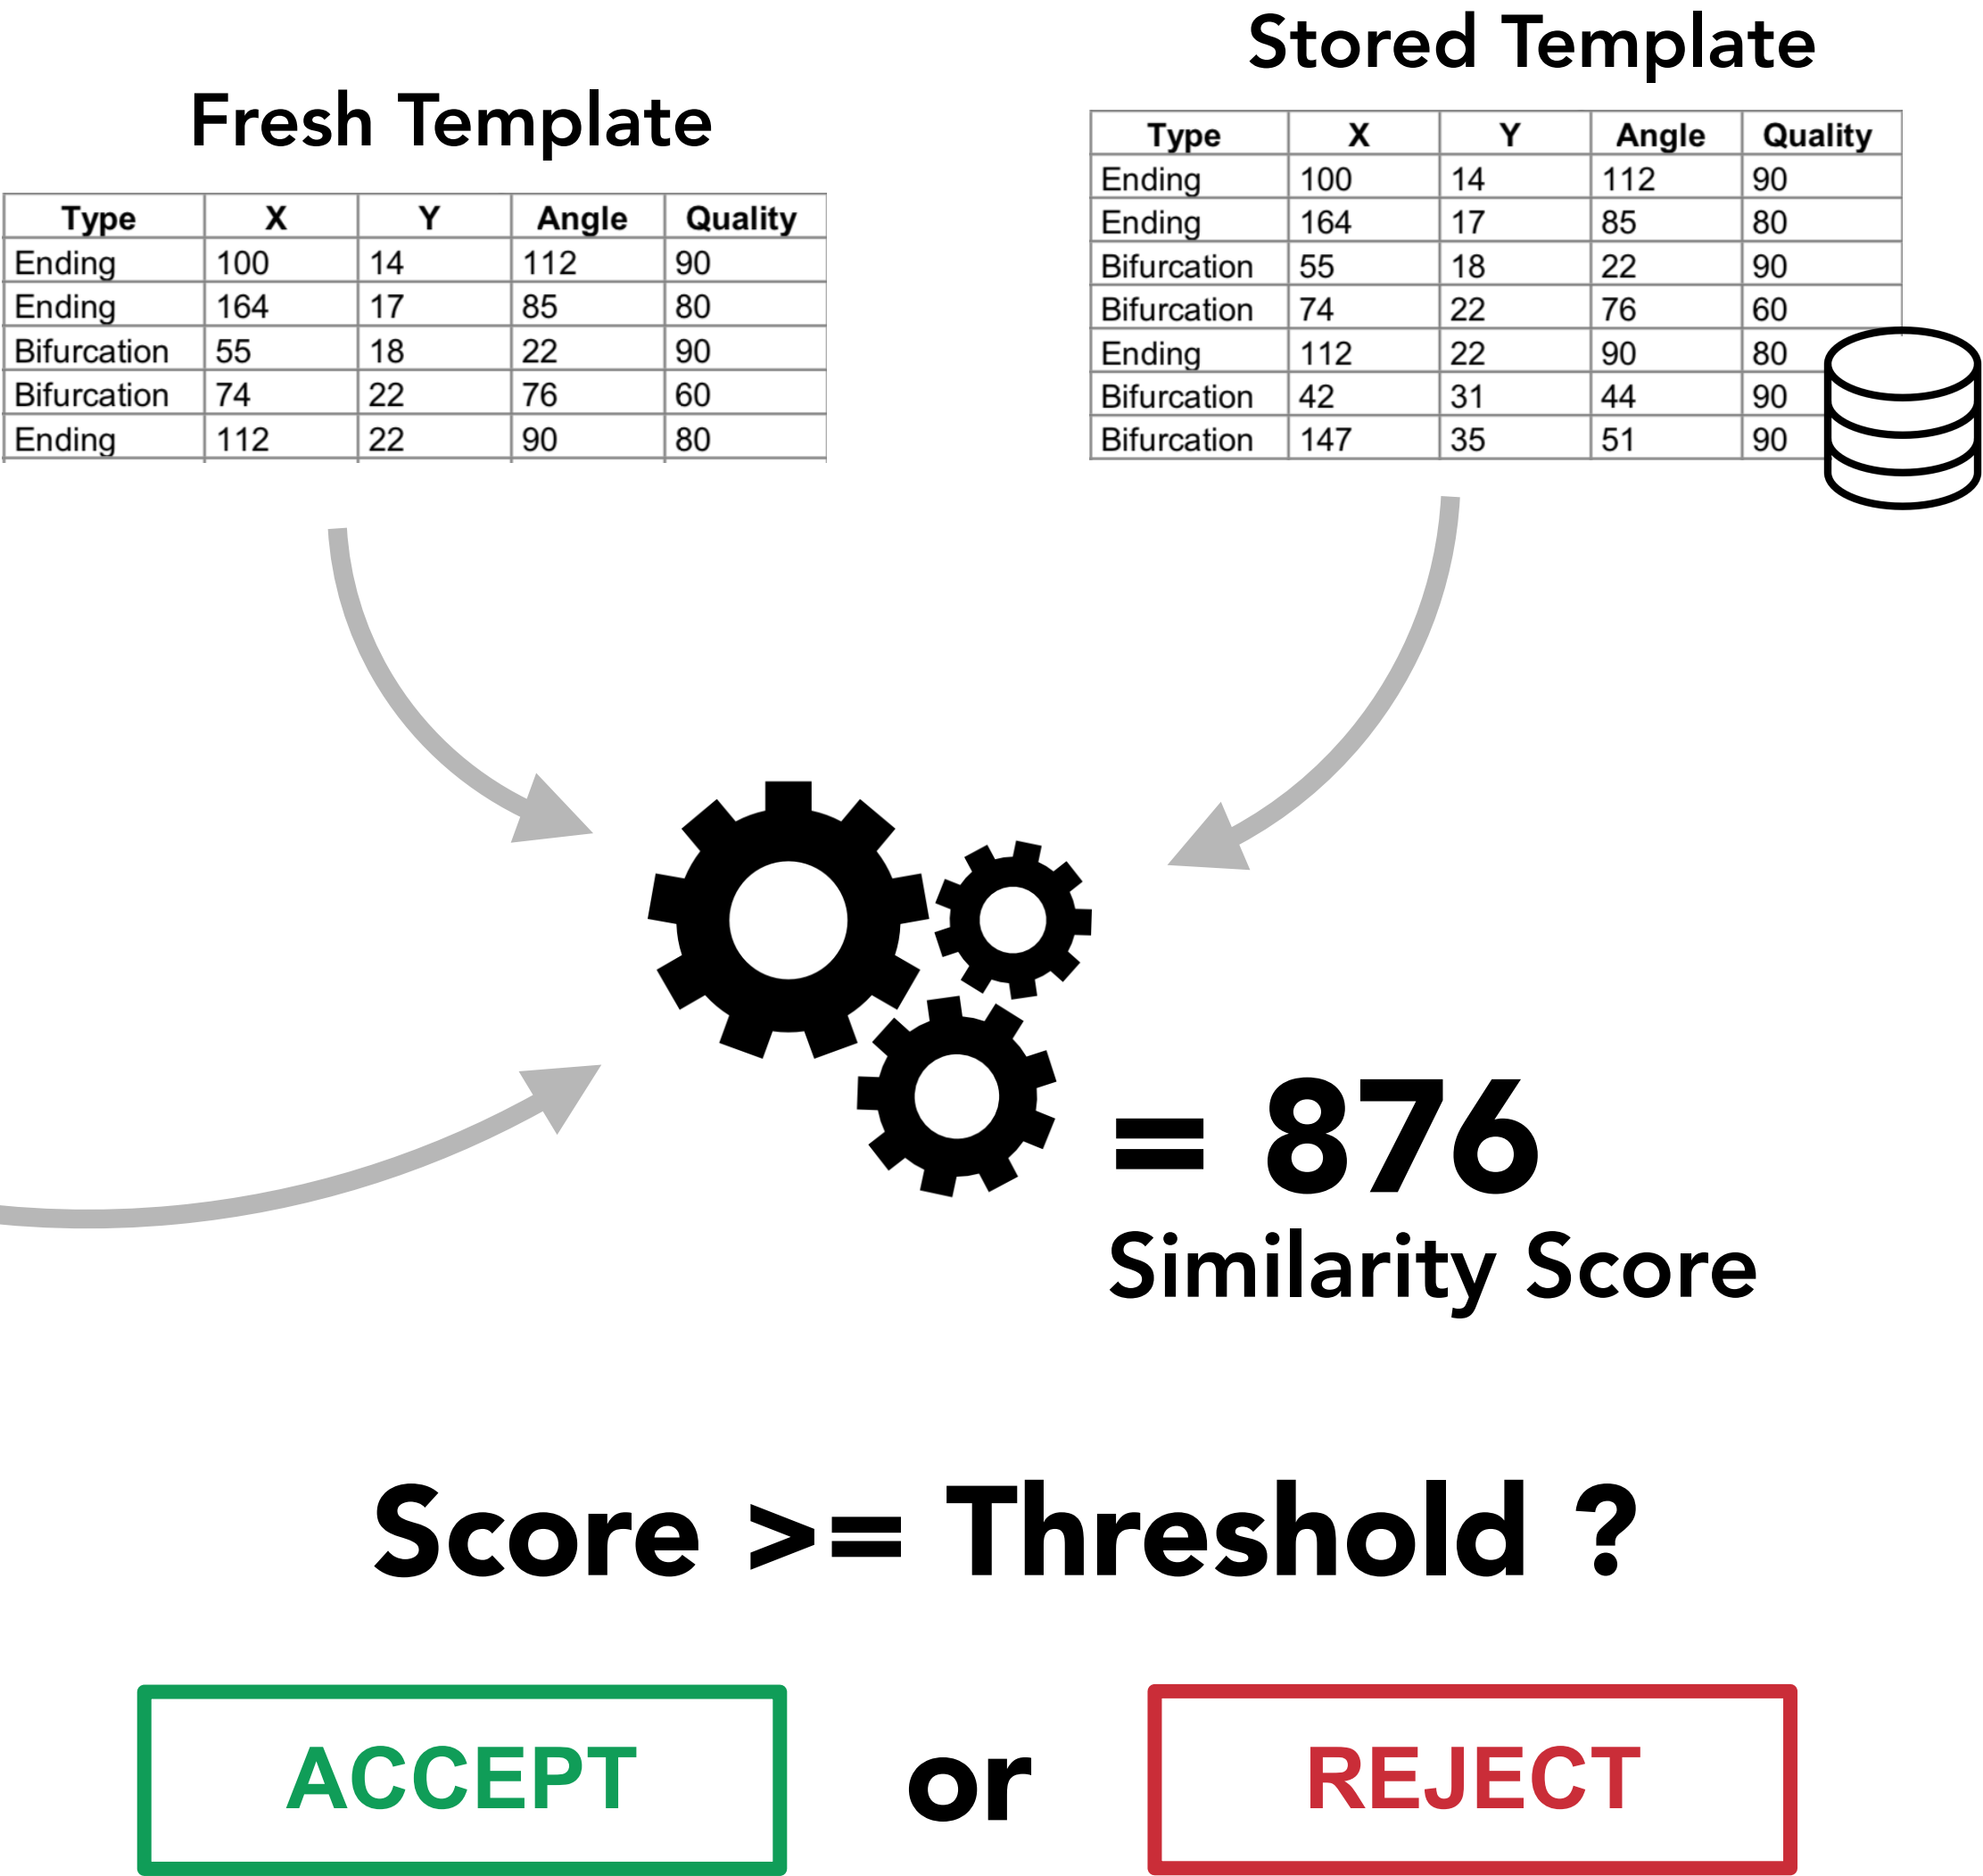 Fresh Template
Type X Y Angle Quality
Ending 100 14 112 90
Ending 164 17 85 80
Bifurcation 55 18 22 90
Bifurcation 74 22 76 60
Ending 112 22 90 80
Stored Template
Type X Y Angle Quality
Ending 100 14 112 90
Ending 164 17 85 80
Bifurcation 55 18 22 90
Bifurcation 74 22 76 60
Ending 112 22 90 80
Bifurcation 42 31 44 90
Bifurcation 147 35 51 90
= 876
Similarity Score
Score >= Threshold ?
ACCEPT or REJECT